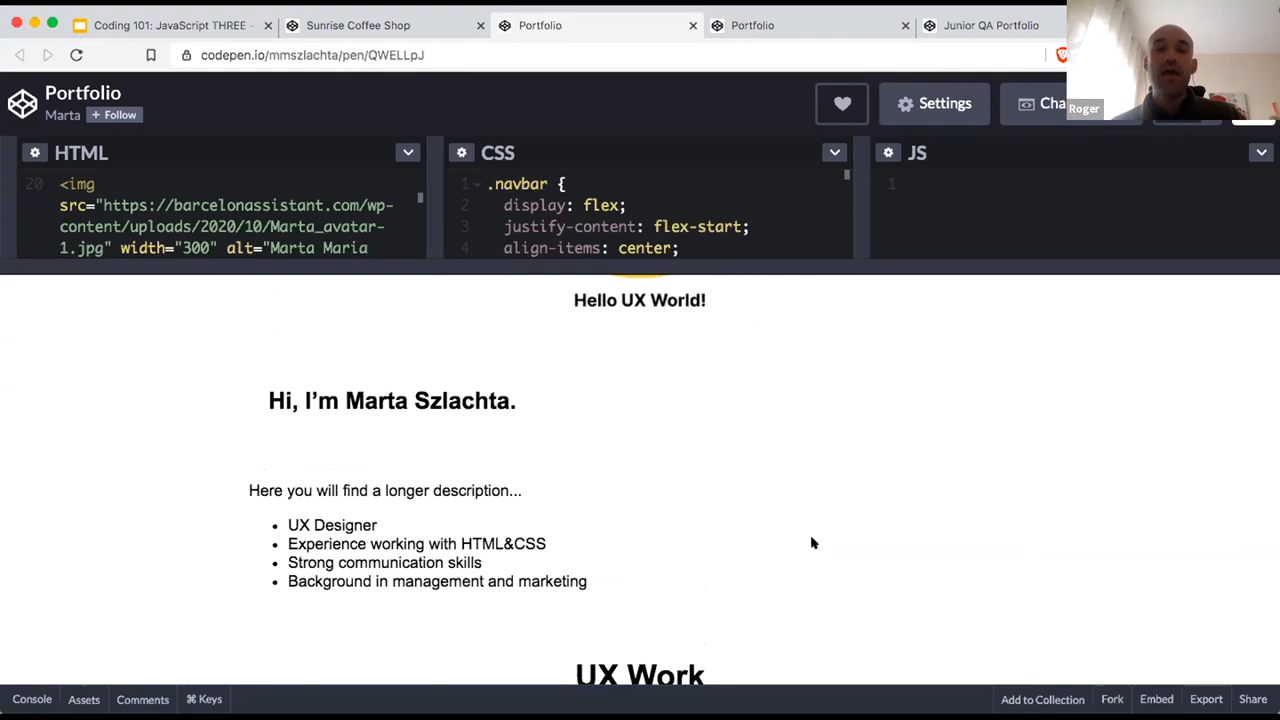 Coding 101: JavaScript THREE -
Sunrise Coffee Shop
Portfolio
Portfolio
Junior QA Portfolio
codepen.io/mmszlachta/pen/QWELLpJ
Portfolio
Marta + Follow
Settings
Cha
Roger
HTML
CSS
JS
20 <img
src="https://barcelonassistant.com/wp-
content/uploads/2020/10/Marta_avatar-
1.jpg" width="300" alt="Marta Maria
1 .navbar {
2 display: flex;
3 justify-content: flex-start;
4 align-items: center;
1
Hello UX World!
Hi, I’m Marta Szlachta.
Here you will find a longer description...
• UX Designer
• Experience working with HTML&CSS
• Strong communication skills
• Background in management and marketing
UX Work
Console Assets Comments ⌘ Keys
Add to Collection Fork Embed Export Share